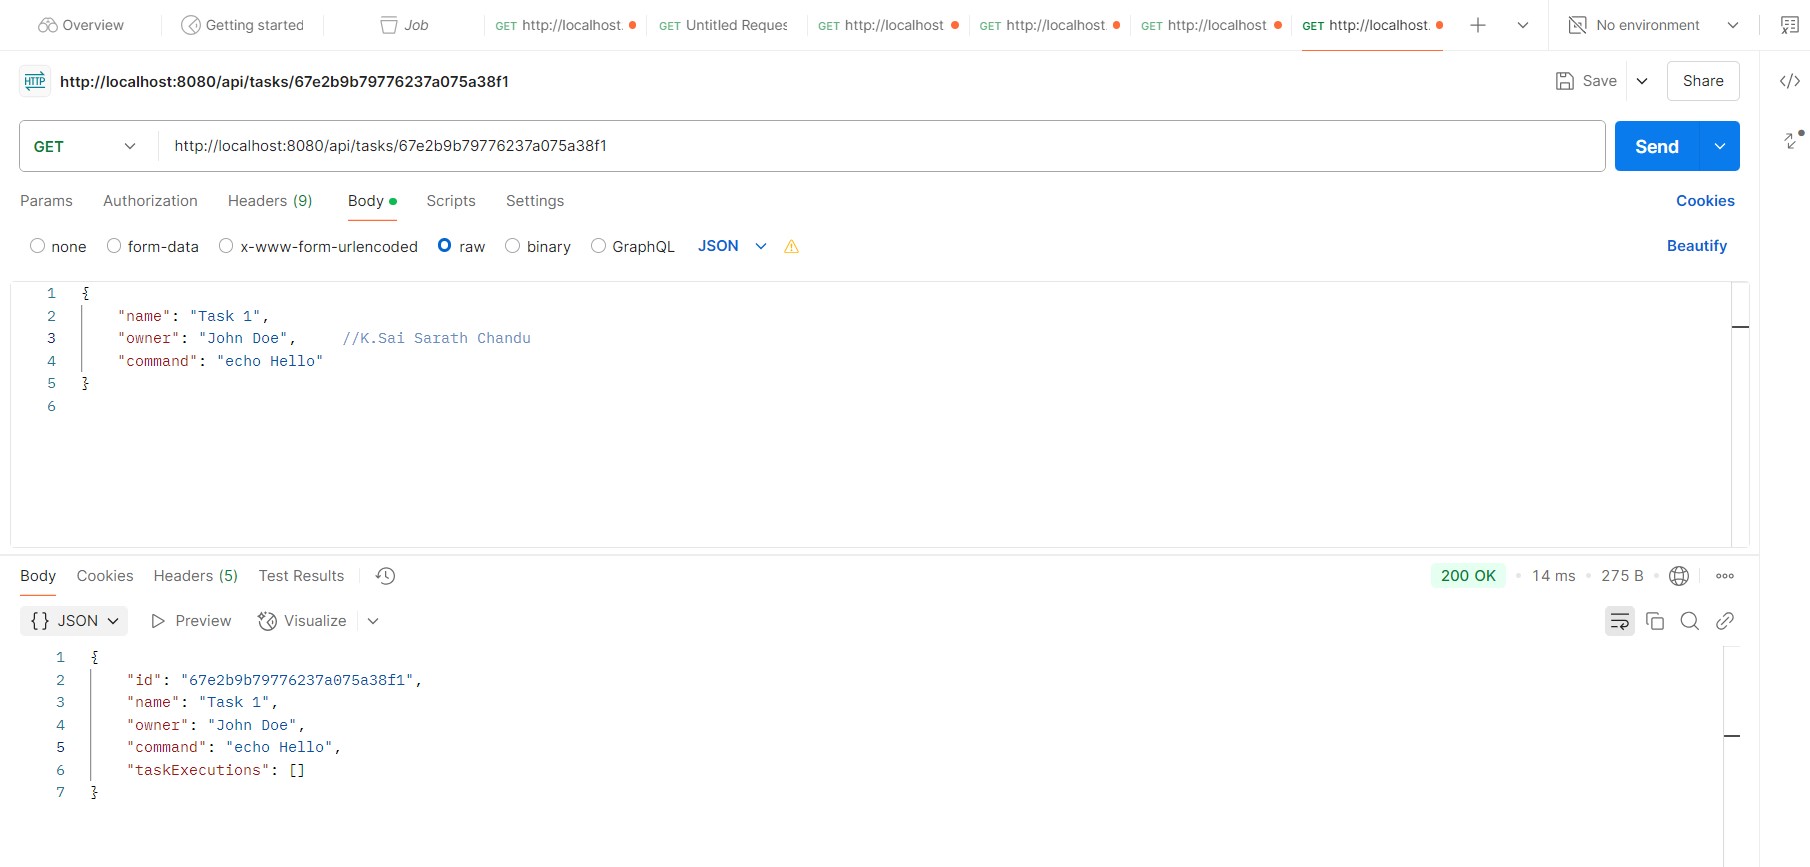 Overview Getting started Job GET http://localhost. GET Untitled Reques GET http://localhost GET http://localhost. GET http://localhost GET http://localhost. No environment
HTTP http://localhost:8080/api/tasks/67e2b9b79776237a075a38f1 Save Share
GET http://localhost:8080/api/tasks/67e2b9b79776237a075a38f1 Send
Params Authorization Headers (9) Body Scripts Settings Cookies
none form-data x-www-form-urlencoded raw binary GraphQL JSON Beautify
1 {
2 "name": "Task 1",
3 "owner": "John Doe", //K.Sai Sarath Chandu
4 "command": "echo Hello"
5 }
6
Body Cookies Headers (5) Test Results 200 OK 14 ms 275 B
{} JSON Preview Visualize
1 {
2 "id": "67e2b9b79776237a075a38f1",
3 "name": "Task 1",
4 "owner": "John Doe",
5 "command": "echo Hello",
6 "taskExecutions": []
7 }